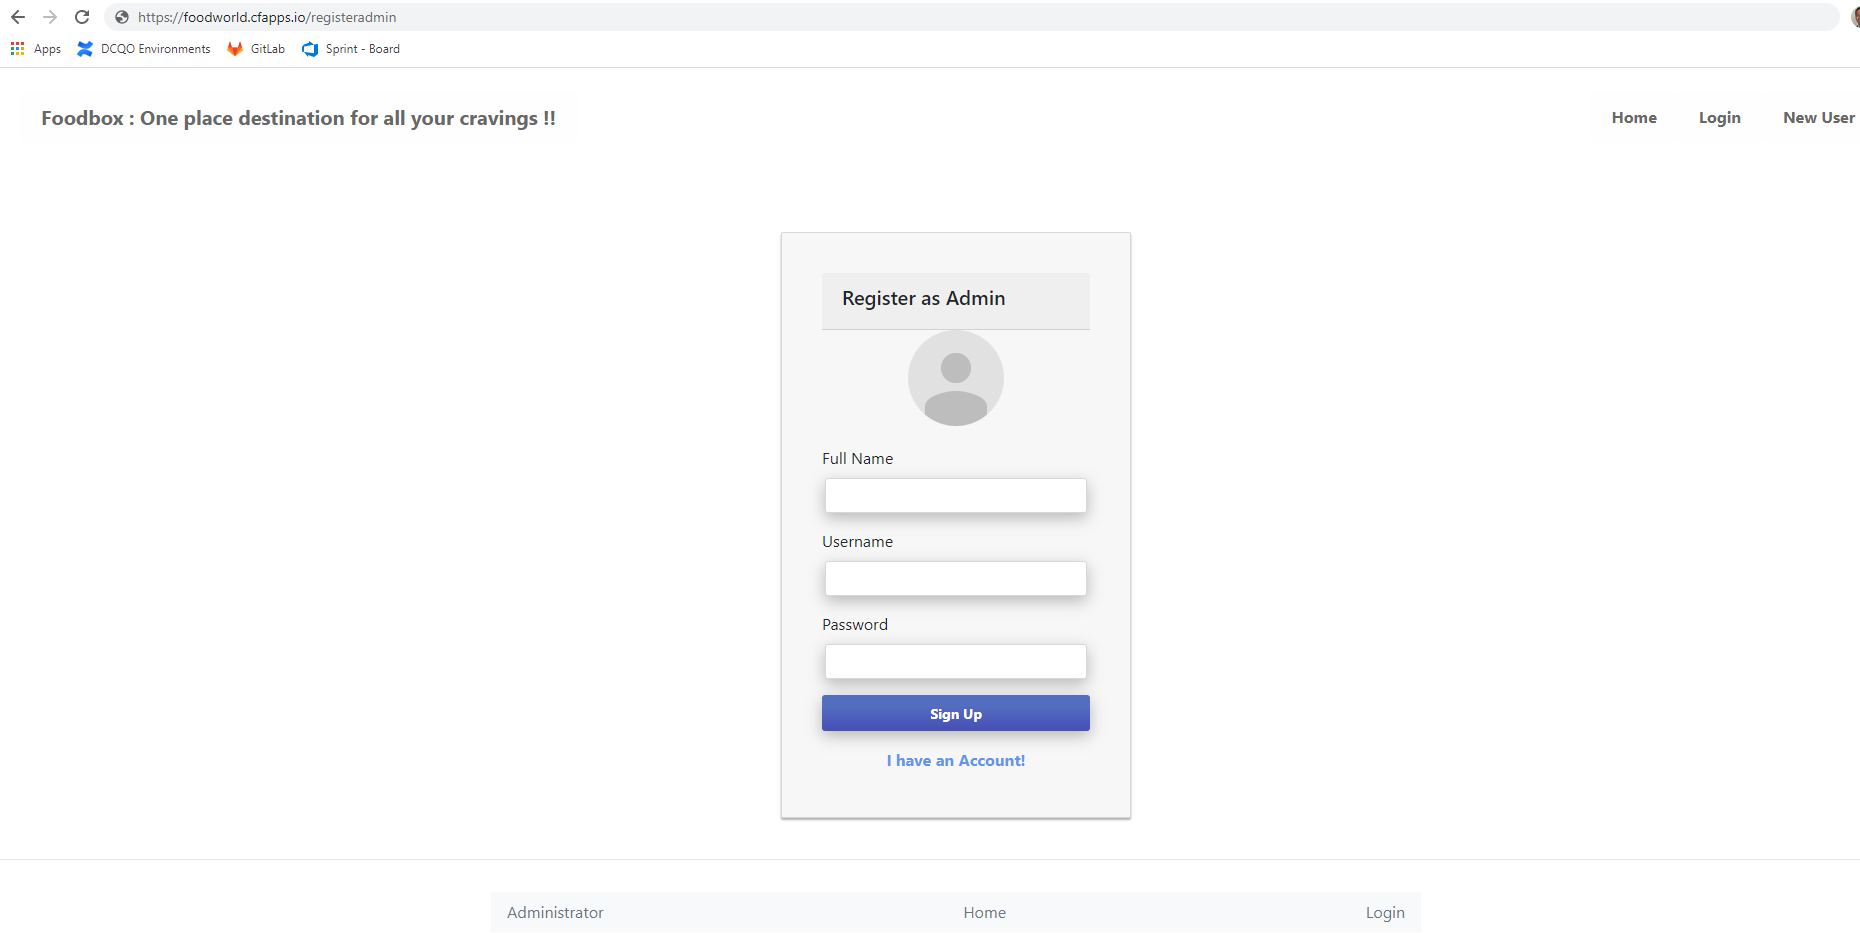 https://foodworld.cfapps.io/registeradmin
Apps DCQO Environments GitLab Sprint - Board
Foodbox : One place destination for all your cravings !! Home Login New User
Register as Admin
Full Name
Username
Password
Sign Up
I have an Account!
Administrator Home Login